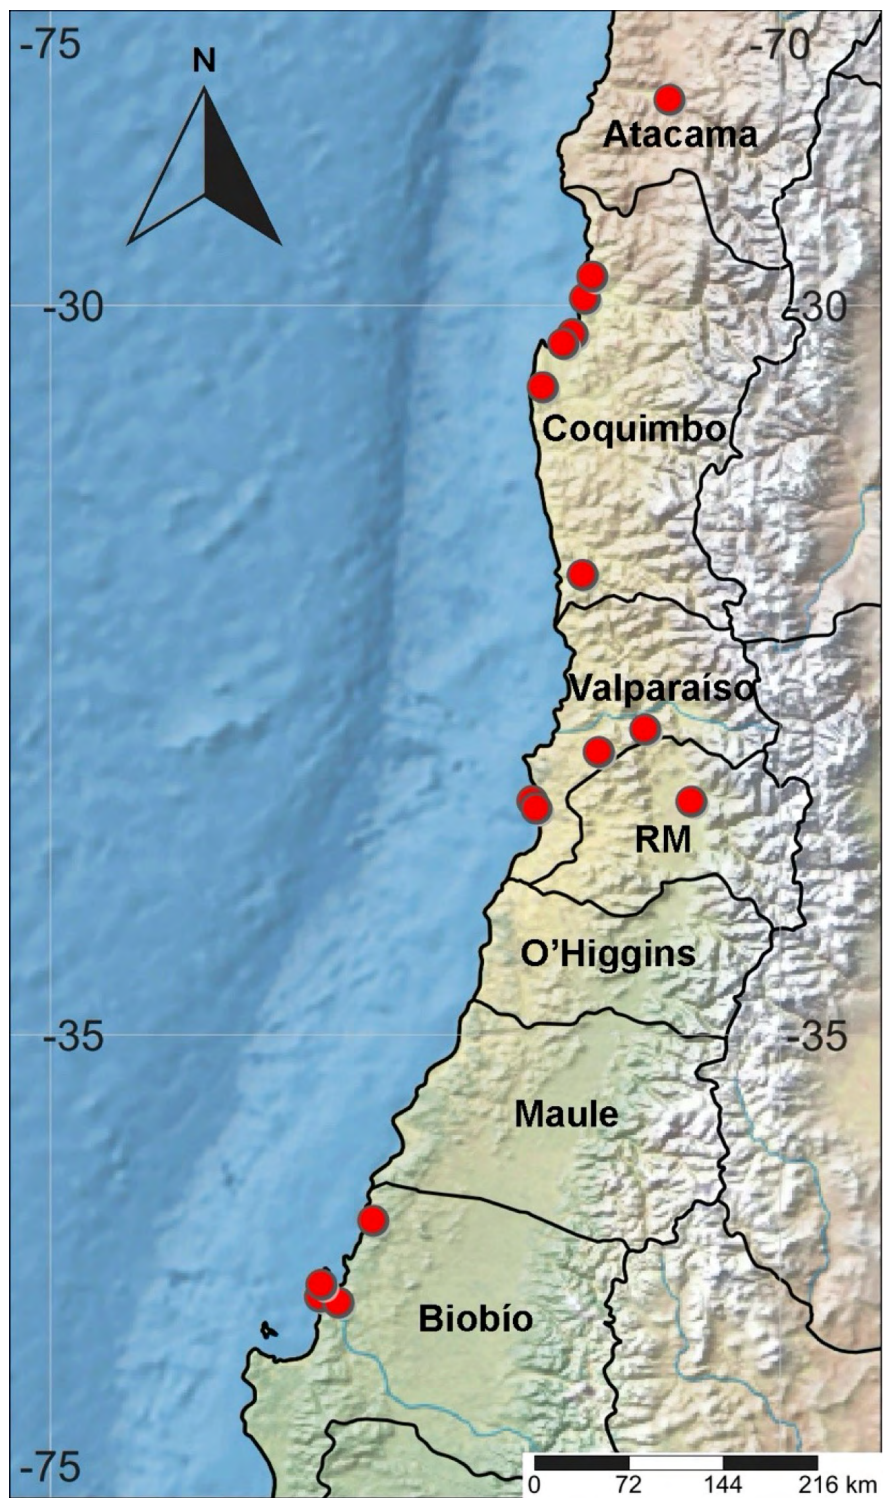 -75
-70
N
Atacama
-30
-30
Coquimbo
Valparaíso
RM
O’Higgins
-35
-35
Maule
Biobío
-75
0 72 144 216 km